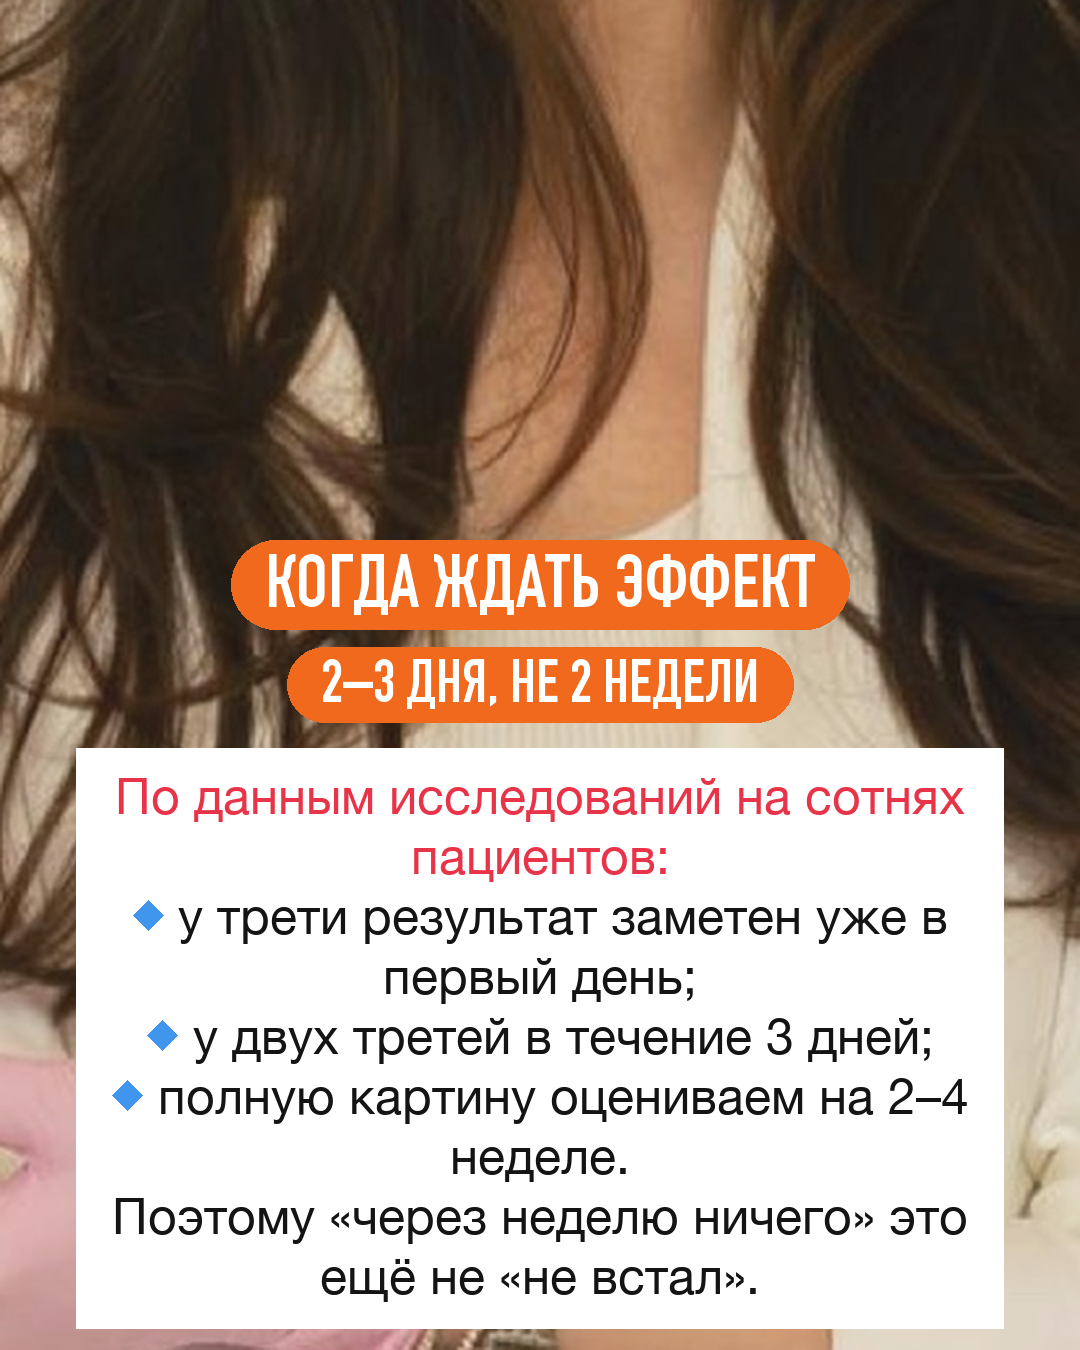 КОГДА ЖДАТЬ ЭФФЕКТ
2–3 ДНЯ, НЕ 2 НЕДЕЛИ
По данным исследований на сотнях
пациентов:
🔹 у трети результат заметен уже в
первый день;
🔹 у двух третей в течение 3 дней;
🔹 полную картину оцениваем на 2–4
неделе.
Поэтому «через неделю ничего» это
ещё не «не встал».